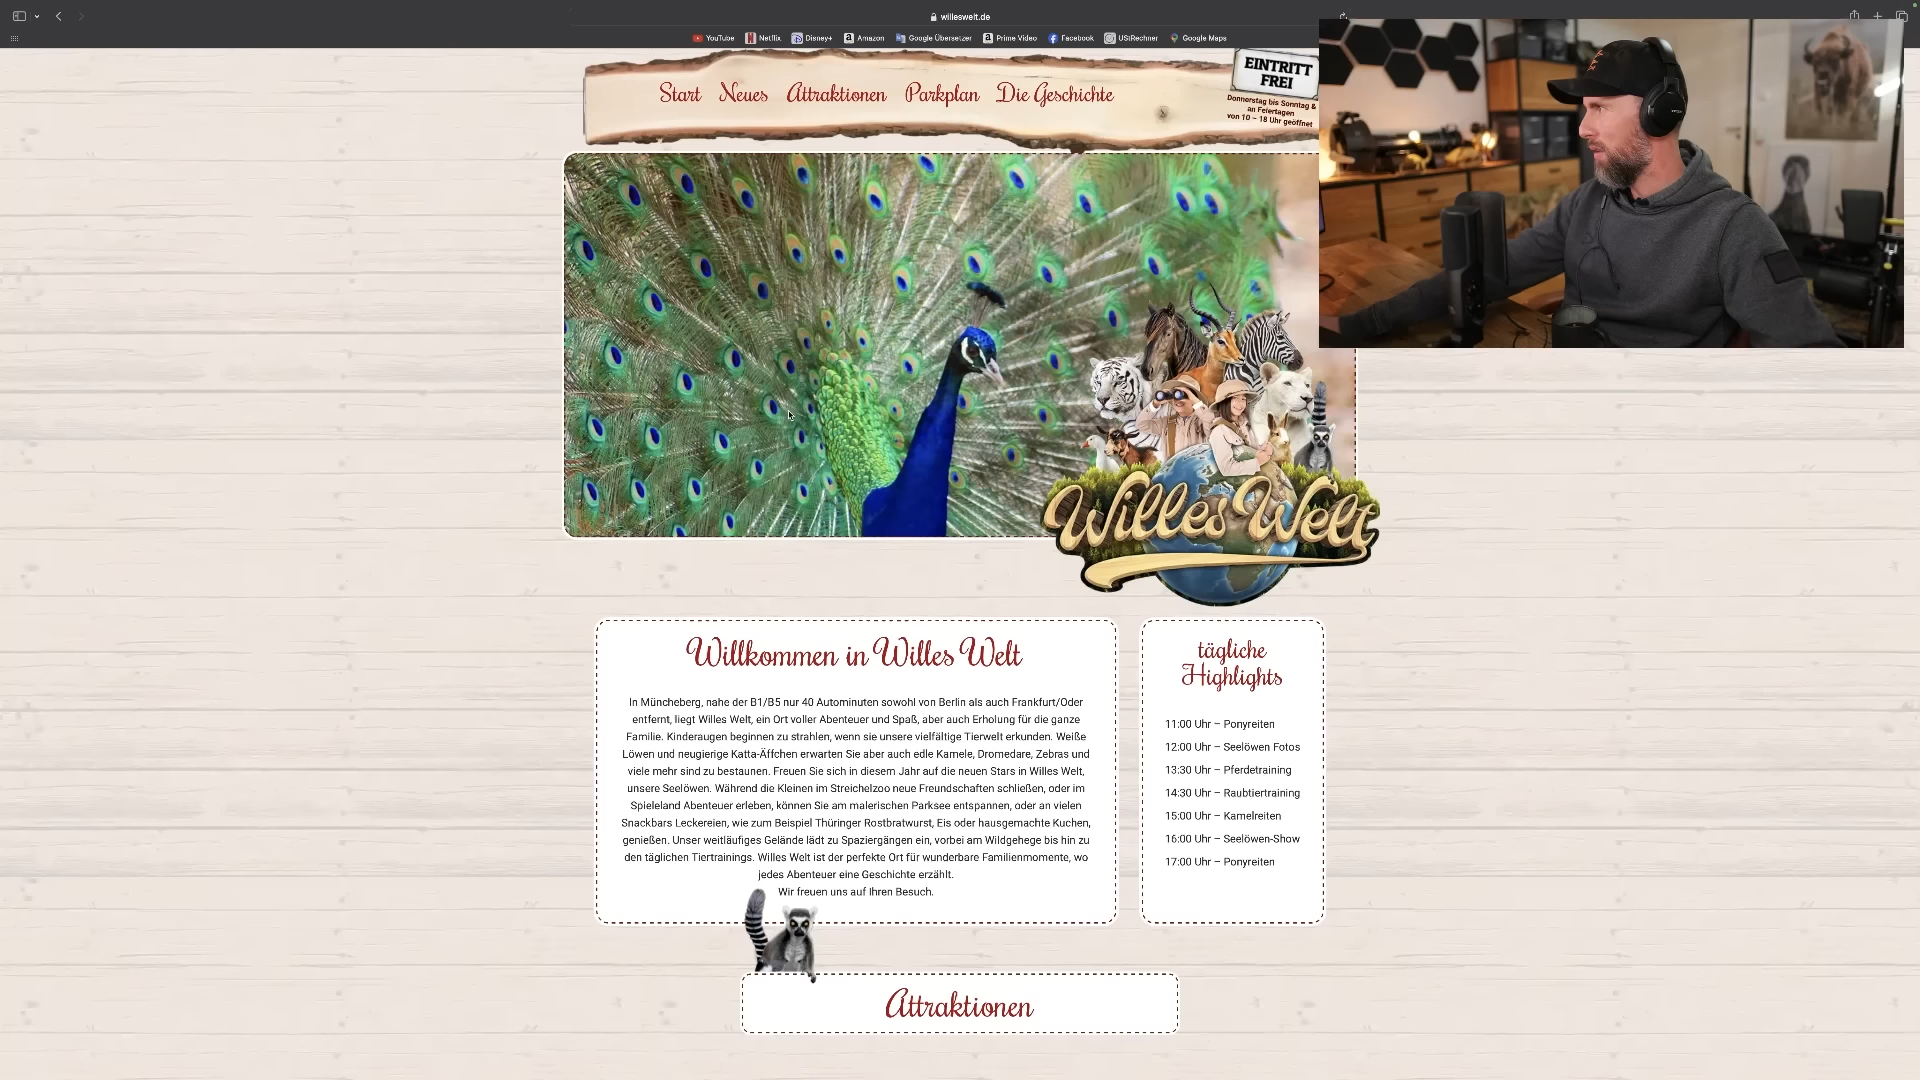 willeswelt.de
YouTube Netflix Disney+ Amazon Google Übersetzer Prime Video Facebook UStRechner Google Maps
Start Neues Attraktionen Parkplan Die Geschichte
EINTRITT
FREI
Donnerstag bis Sonntag &
an Feiertagen
von 10 – 18 Uhr geöffnet
Willes Welt
Willkommen in Willes Welt
In Müncheberg, nahe der B1/B5 nur 40 Autominuten sowohl von Berlin als auch Frankfurt/Oder
entfernt, liegt Willes Welt, ein Ort voller Abenteuer und Spaß, aber auch Erholung für die ganze
Familie. Kinderaugen beginnen zu strahlen, wenn sie unsere vielfältige Tierwelt erkunden. Weiße
Löwen und neugierige Katta-Äffchen erwarten Sie aber auch edle Kamele, Dromedare, Zebras und
viele mehr sind zu bestaunen. Freuen Sie sich in diesem Jahr auf die neuen Stars in Willes Welt,
unsere Seelöwen. Während die Kleinen im Streichelzoo neue Freundschaften schließen, oder im
Spieleland Abenteuer erleben, können Sie am malerischen Parksee entspannen, oder an vielen
Snackbars Leckereien, wie zum Beispiel Thüringer Rostbratwurst, Eis oder hausgemachte Kuchen,
genießen. Unser weitläufiges Gelände lädt zu Spaziergängen ein, vorbei am Wildgehege bis hin zu
den täglichen Tiertrainings. Willes Welt ist der perfekte Ort für wunderbare Familienmomente, wo
jedes Abenteuer eine Geschichte erzählt.
Wir freuen uns auf Ihren Besuch.
tägliche
Highlights
11:00 Uhr – Ponyreiten
12:00 Uhr – Seelöwen Fotos
13:30 Uhr – Pferdetraining
14:30 Uhr – Raubtiertraining
15:00 Uhr – Kamelreiten
16:00 Uhr – Seelöwen-Show
17:00 Uhr – Ponyreiten
Attraktionen